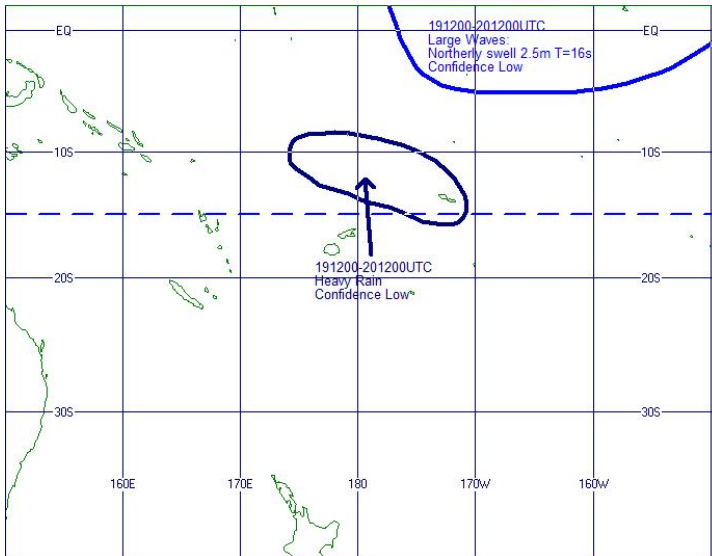 191200-201200UTC
Large Waves:
Northerly swell 2.5m T=16s
Confidence Low
EQ
EQ
10S
10S
191200-201200UTC
Heavy Rain
Confidence Low
20S
20S
30S
30S
160E
170E
180
170W
160W